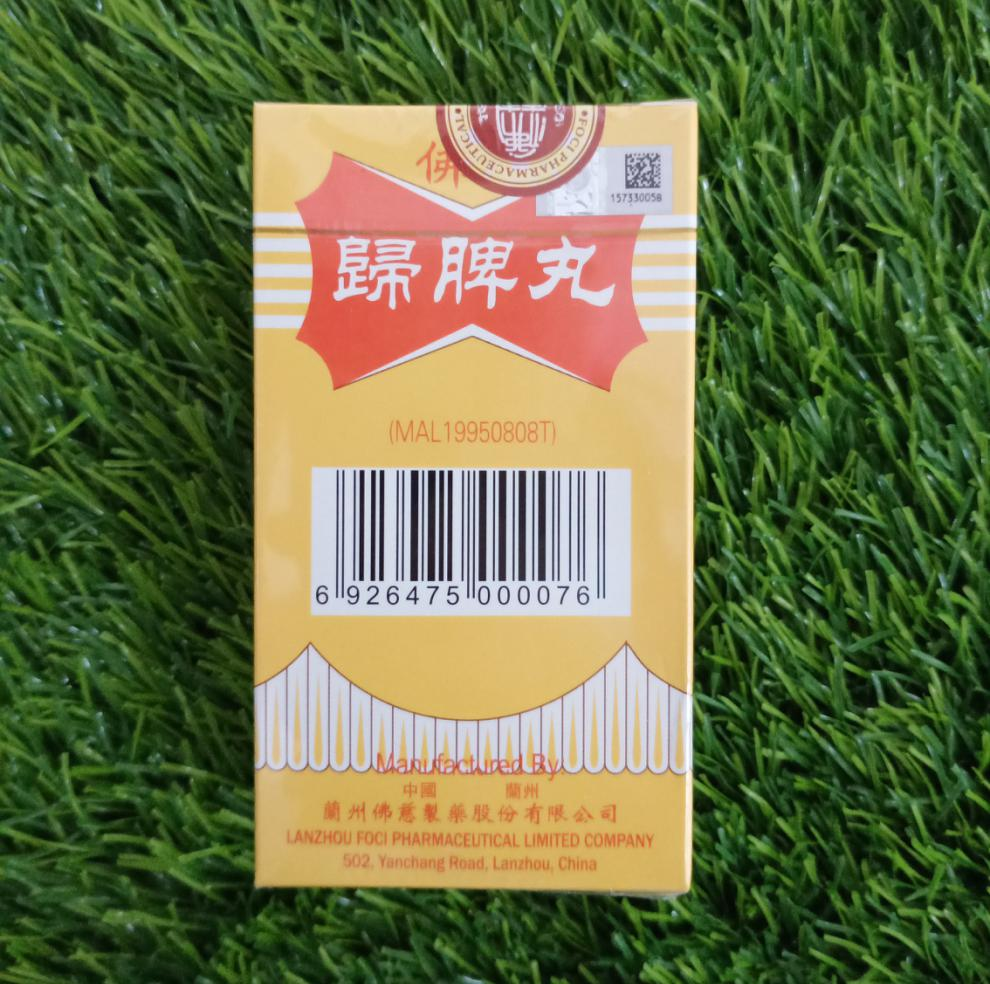 佛
FOCI PHARMACEUTICAL
157330058
歸脾丸
(MAL19950808T)
6 926475 000076
Manufactured By:
中國 蘭州
蘭州佛慈製藥股份有限公司
LANZHOU FOCI PHARMACEUTICAL LIMITED COMPANY
502, Yanchang Road, Lanzhou, China